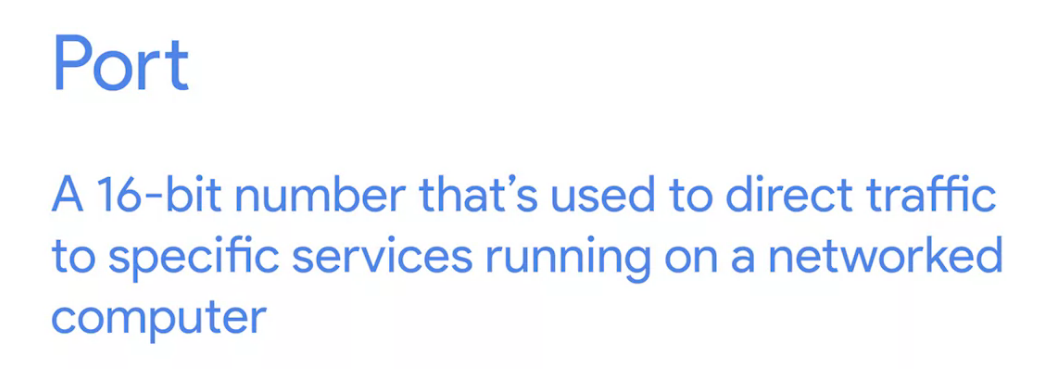 Port
A 16-bit number that’s used to direct traffic
to specific services running on a networked
computer